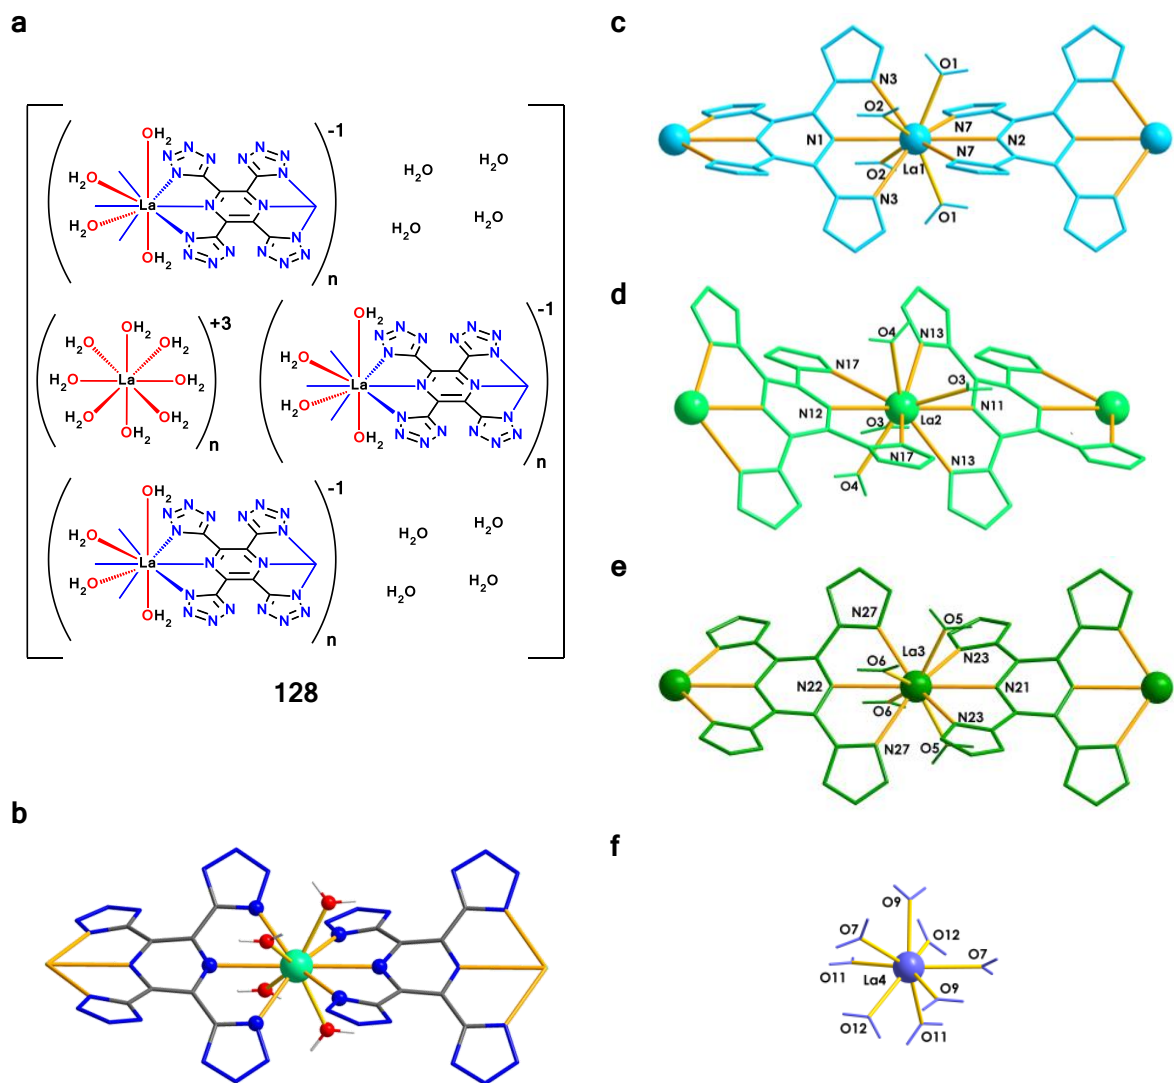 a
-1
OH2
N N N N
N N N N
H2O
La
N N
H2O
OH2
N N N N
N N N N
n
H2O
H2O
H2O
H2O
+3
OH2
H2O
OH2
H2O
La
OH2
H2O
OH2
OH2
n
-1
OH2
N N N N
N N N N
H2O
La
N N
H2O
OH2
N N N N
N N N N
n
-1
OH2
N N N N
N N N N
H2O
La
N N
H2O
OH2
N N N N
N N N N
n
H2O
H2O
H2O
H2O
128
b
c
N3
O1
O2
N7
N1
N2
La1
N7
O2
N3
O1
d
O4
N13
N17
O3
N12
N11
La2
O3
N17
N13
O4
e
N27
O5
La3
N23
O6
N22
N21
O6
N23
N27
O5
f
O9
O7
O12
O7
O11
La4
O9
O12
O11